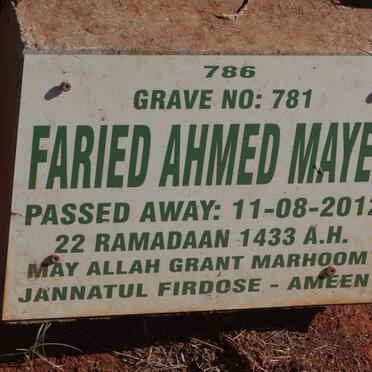 786
GRAVE NO: 781
FARIED AHMED MAYE
PASSED AWAY: 11-08-2012
22 RAMADAAN 1433 A.H.
MAY ALLAH GRANT MARHOOM
JANNATUL FIRDOSE - AMEEN